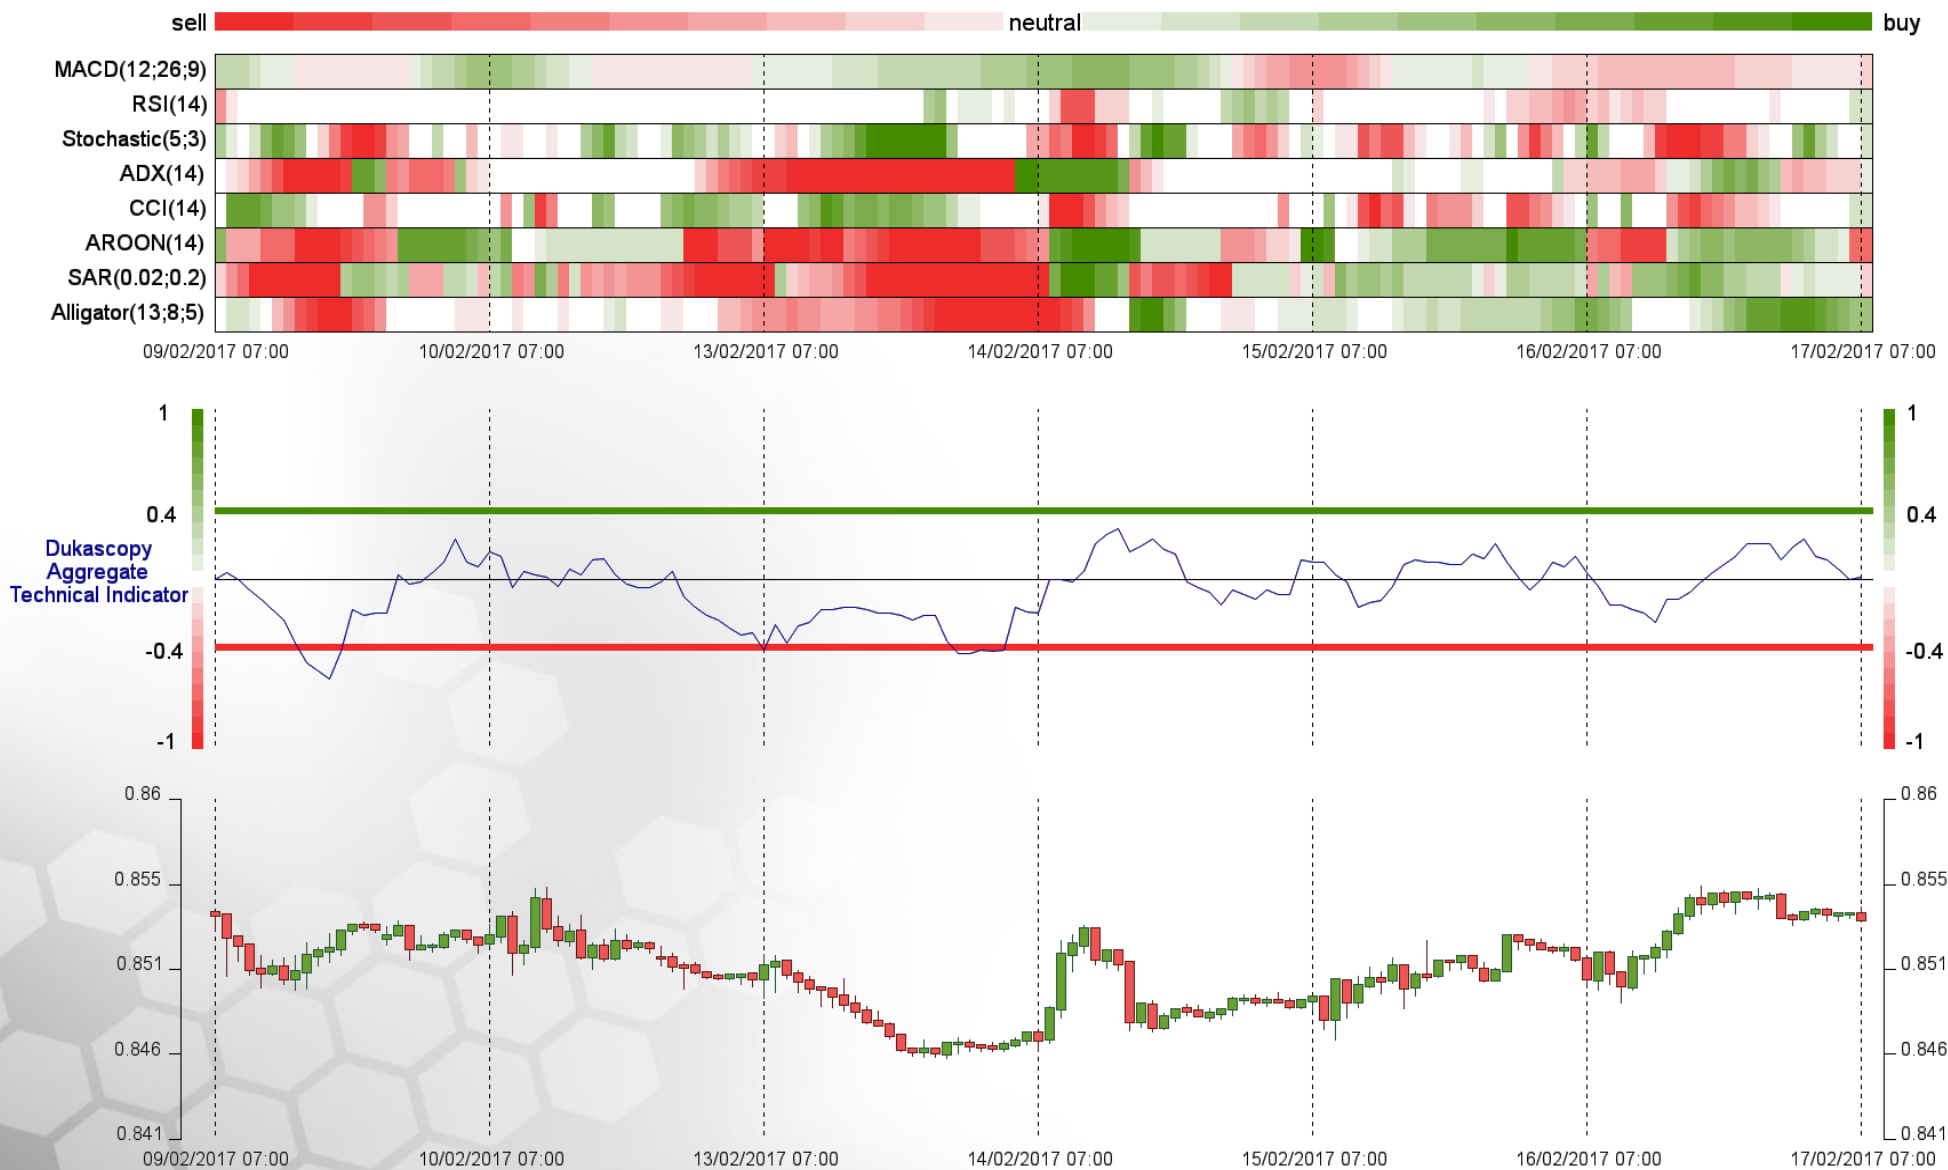 sell neutral buy
MACD(12;26;9)
RSI(14)
Stochastic(5;3)
ADX(14)
CCI(14)
AROON(14)
SAR(0.02;0.2)
Alligator(13;8;5)
09/02/2017 07:00 10/02/2017 07:00 13/02/2017 07:00 14/02/2017 07:00 15/02/2017 07:00 16/02/2017 07:00 17/02/2017 07:00
1 1
0.4 0.4
Dukascopy
Aggregate
Technical Indicator
-0.4 -0.4
-1 -1
0.86 0.86
0.855 0.855
0.851 0.851
0.846 0.846
0.841 0.841
09/02/2017 07:00 10/02/2017 07:00 13/02/2017 07:00 14/02/2017 07:00 15/02/2017 07:00 16/02/2017 07:00 17/02/2017 07:00